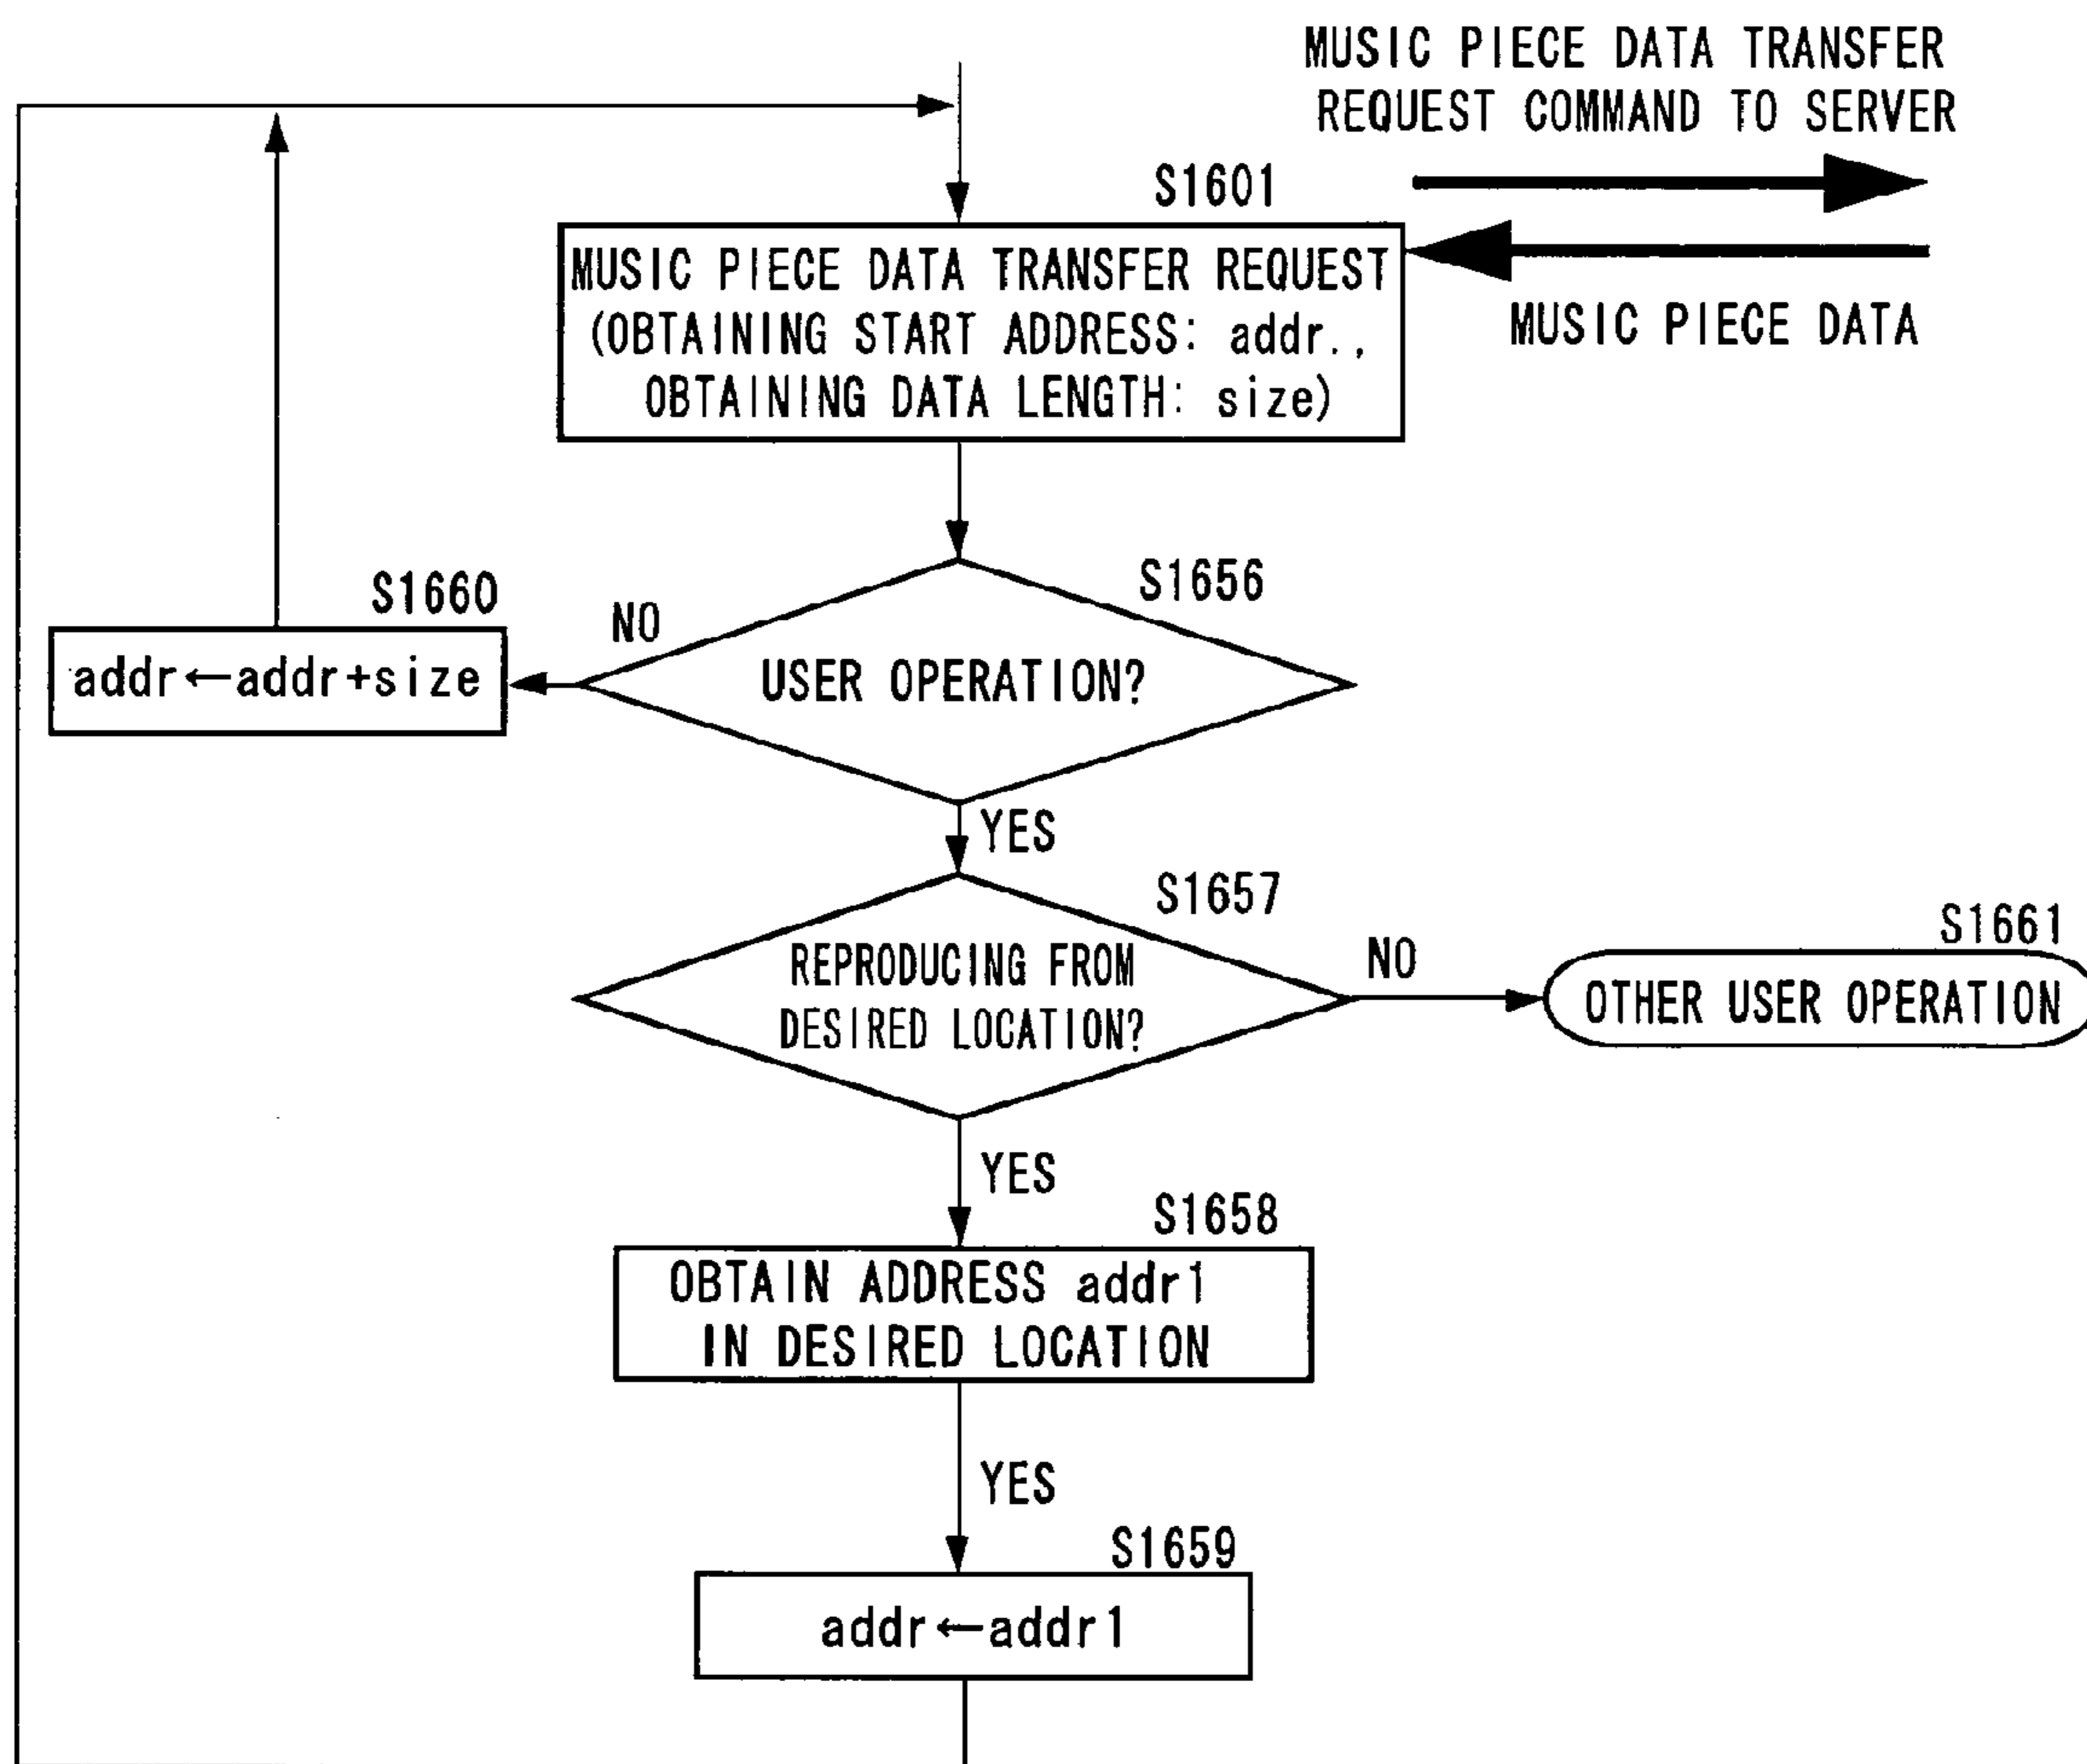 MUSIC PIECE DATA TRANSFER
REQUEST COMMAND TO SERVER
S1601
MUSIC PIECE DATA TRANSFER REQUEST
(OBTAINING START ADDRESS: addr.,
OBTAINING DATA LENGTH: size)
MUSIC PIECE DATA
S1656
USER OPERATION?
NO
S1660
addr←addr+size
YES
S1657
REPRODUCING FROM
DESIRED LOCATION?
NO
S1661
OTHER USER OPERATION
YES
S1658
OBTAIN ADDRESS addr1
IN DESIRED LOCATION
YES
S1659
addr←addr1